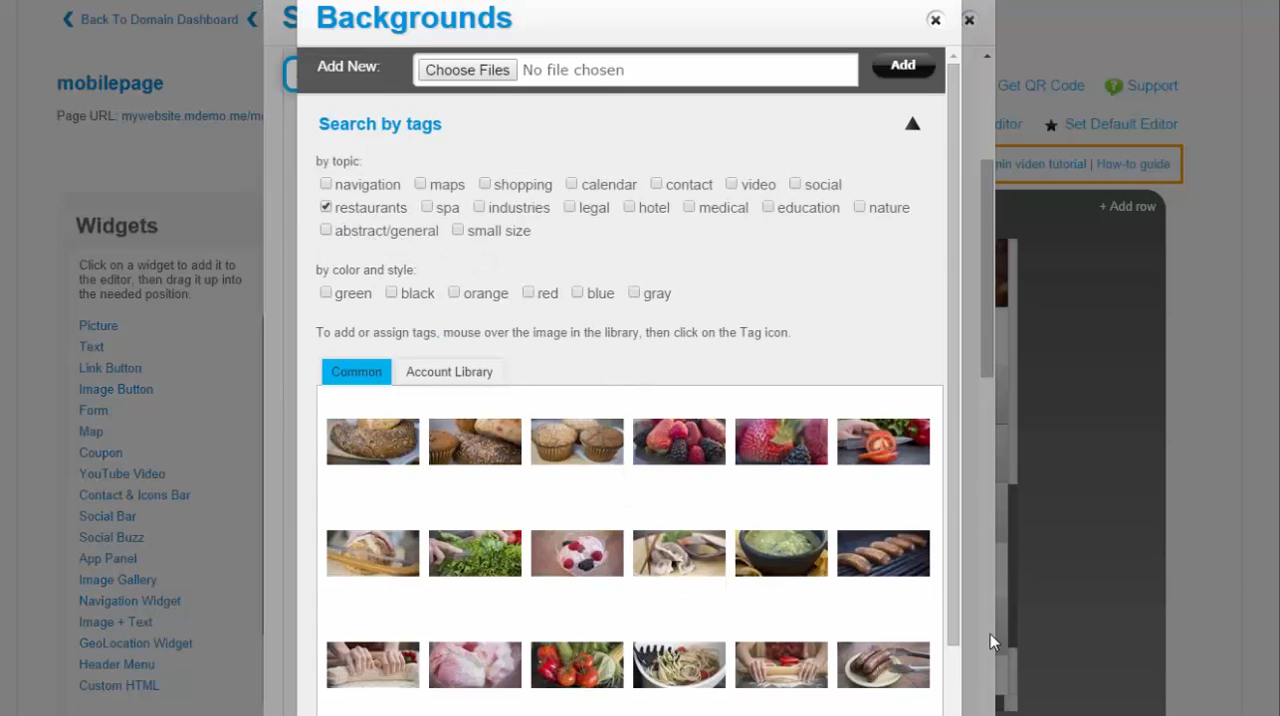 Back To Domain Dashboard
S
Backgrounds
mobilepage
Page URL: mywebsite.mdemo.me/m
Add New: Choose Files No file chosen Add
Get QR Code Support
Set Default Editor
min video tutorial | How-to guide
+ Add row
Search by tags
by topic:
navigation maps shopping calendar contact video social
restaurants spa industries legal hotel medical education nature
abstract/general small size
by color and style:
green black orange red blue gray
To add or assign tags, mouse over the image in the library, then click on the Tag icon.
Common Account Library
Widgets
Click on a widget to add it to
the editor, then drag it up into
the needed position.
Picture
Text
Link Button
Image Button
Form
Map
Coupon
YouTube Video
Contact & Icons Bar
Social Bar
Social Buzz
App Panel
Image Gallery
Navigation Widget
Image + Text
GeoLocation Widget
Header Menu
Custom HTML